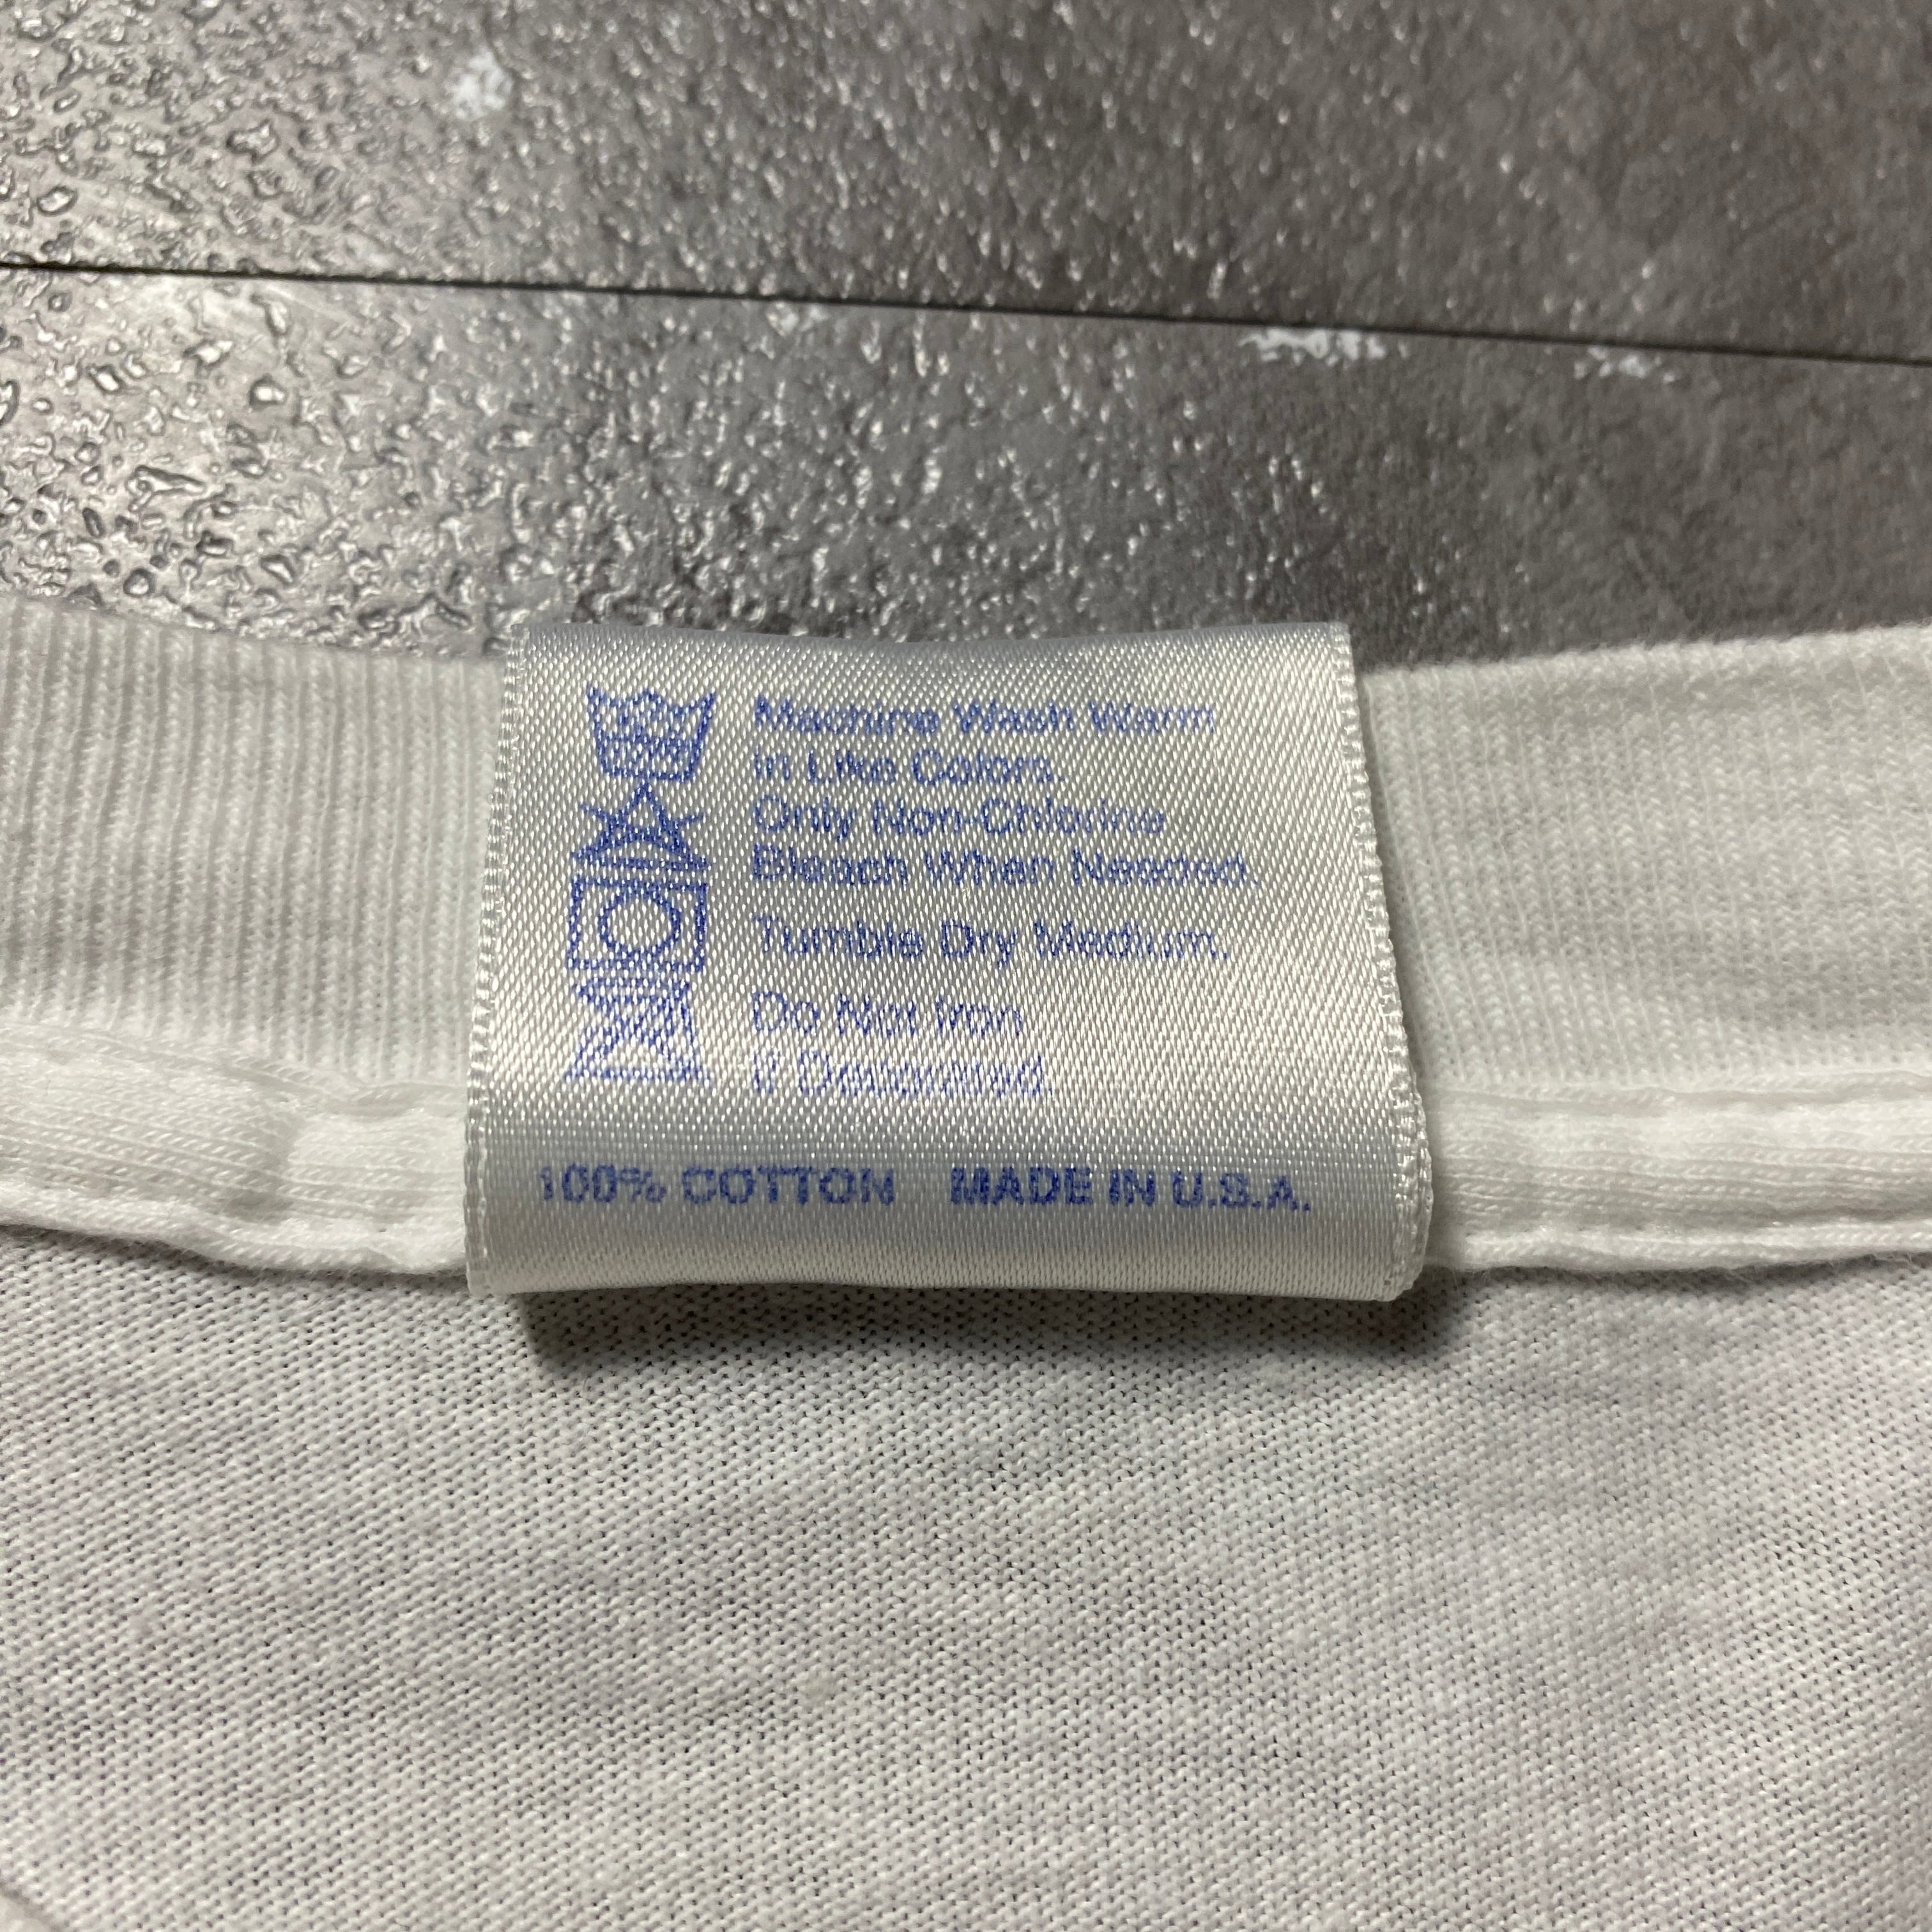 Machine Wash Warm
in Like Colors.
Only Non-Chlorine
Bleach When Needed.
Tumble Dry Medium.
Do Not Iron
If Decorated.
100% COTTON MADE IN U.S.A.